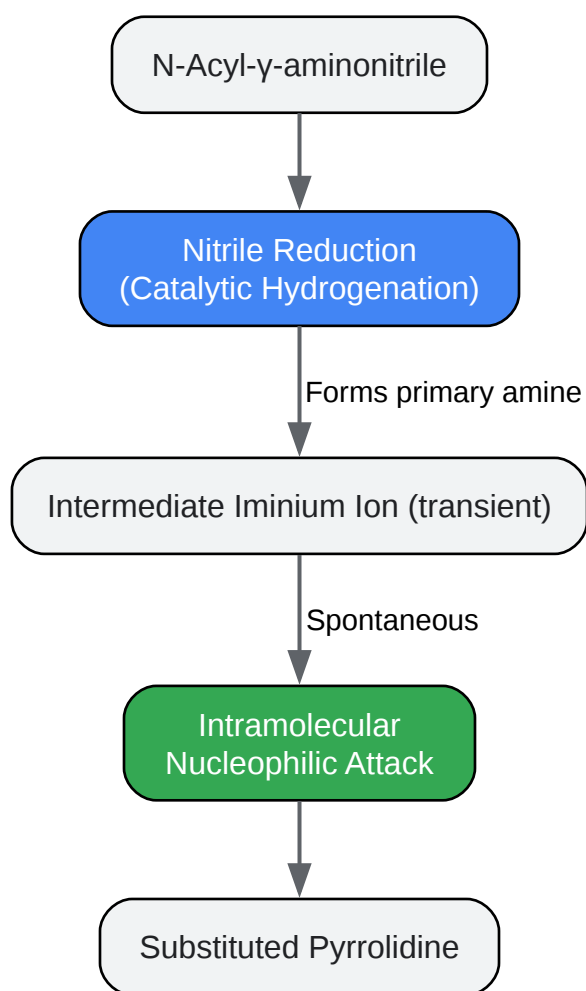 N-Acyl-γ-aminonitrile
Nitrile Reduction
(Catalytic Hydrogenation)
Forms primary amine
Intermediate Iminium Ion (transient)
Spontaneous
Intramolecular
Nucleophilic Attack
Substituted Pyrrolidine